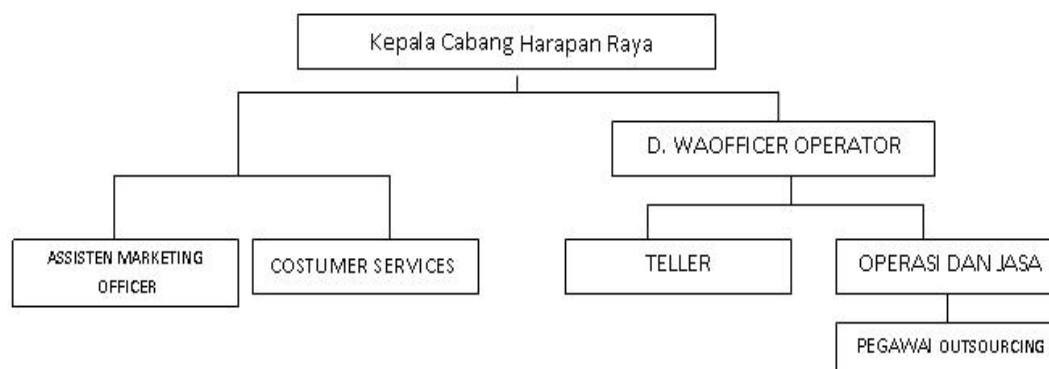 Kepala Cabang Harapan Raya
D. WAOFFICER OPERATOR
ASSISTEN MARKETING
OFFICER
COSTUMER SERVICES
TELLER
OPERASI DAN JASA
PEGAWAI OUTSOURCING